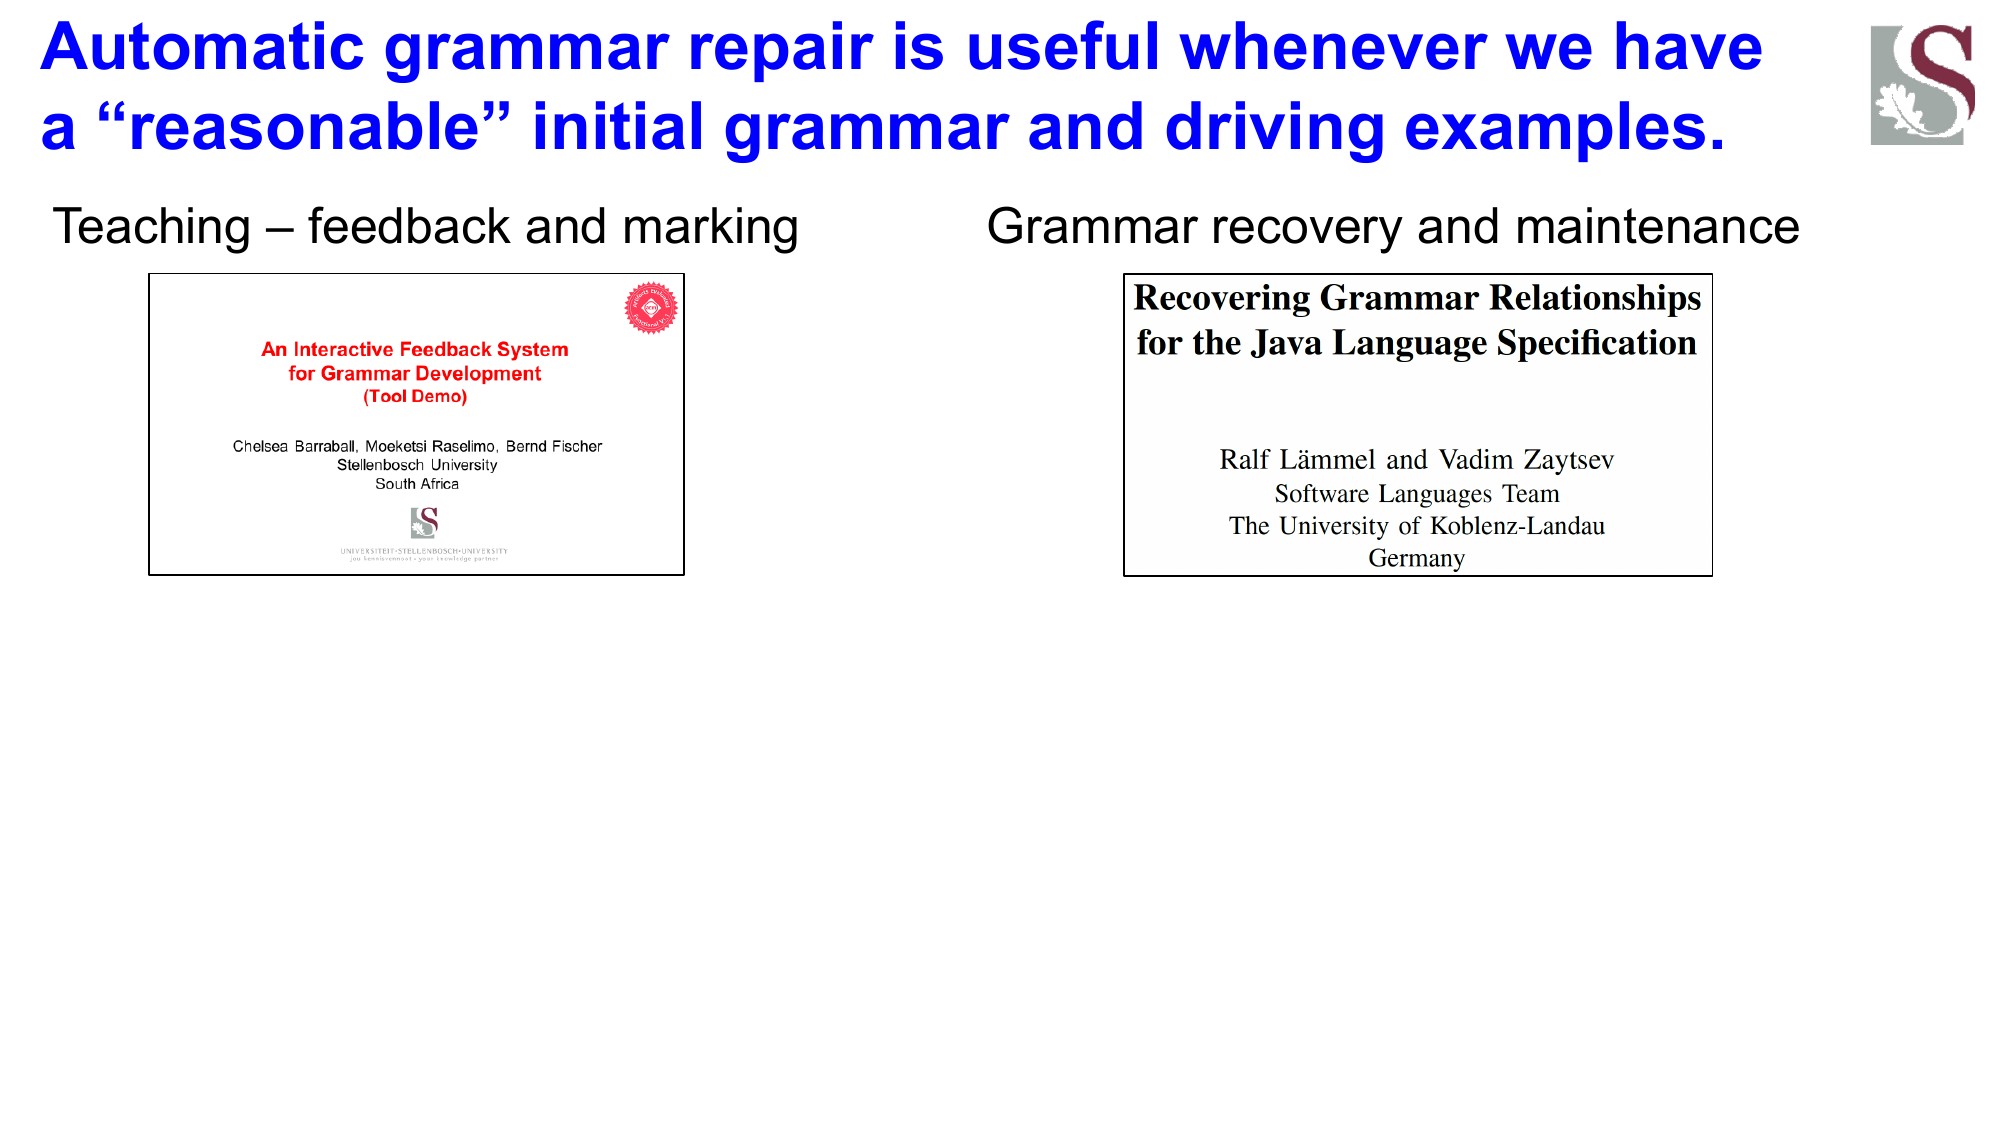 Automatic grammar repair is useful whenever we have
a “reasonable” initial grammar and driving examples.
Teaching – feedback and marking
An Interactive Feedback System
for Grammar Development
(Tool Demo)
Chelsea Barraball, Moeketsi Raselimo, Bernd Fischer
Stellenbosch University
South Africa
UNIVERSITEIT•STELLENBOSCH•UNIVERSITY
jou kennisvennoot • your knowledge partner
Grammar recovery and maintenance
Recovering Grammar Relationships
for the Java Language Specification
Ralf Lämmel and Vadim Zaytsev
Software Languages Team
The University of Koblenz-Landau
Germany